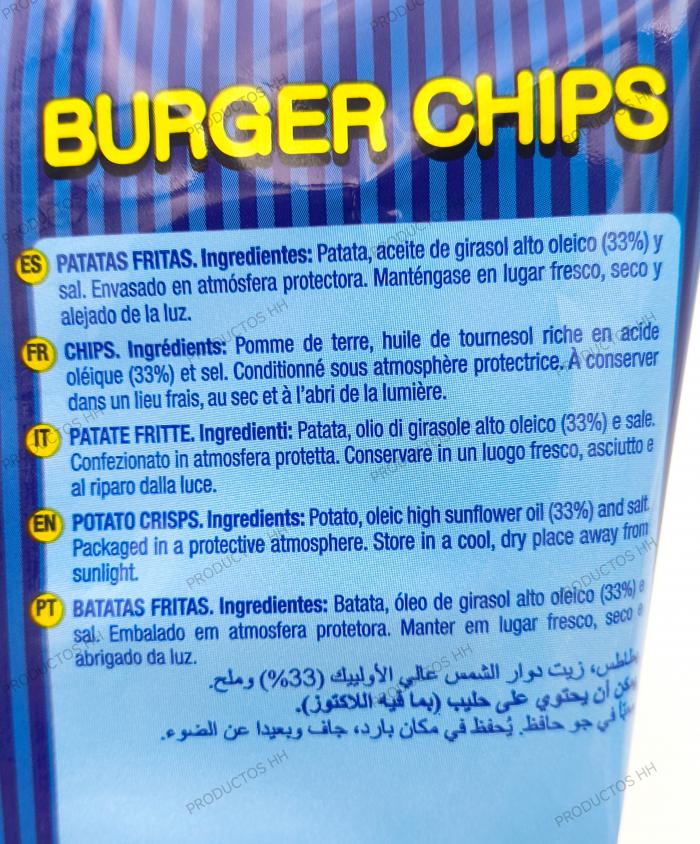 BURGER CHIPS
ES PATATAS FRITAS. Ingredientes: Patata, aceite de girasol alto oleico (33%) y
sal. Envasado en atmósfera protectora. Manténgase en lugar fresco, seco y
alejado de la luz.
FR CHIPS. Ingrédients: Pomme de terre, huile de tournesol riche en acide
oléique (33%) et sel. Conditionné sous atmosphère protectrice. À conserver
dans un lieu frais, au sec et à l'abri de la lumière.
IT PATATE FRITTE. Ingredienti: Patata, olio di girasole alto oleico (33%) e sale.
Confezionato in atmosfera protetta. Conservare in un luogo fresco, asciutto e
al riparo dalla luce.
EN POTATO CRISPS. Ingredients: Potato, oleic high sunflower oil (33%) and salt.
Packaged in a protective atmosphere. Store in a cool, dry place away from
sunlight.
PT BATATAS FRITAS. Ingredientes: Batata, óleo de girasol alto oleico (33%) e
sal. Embalado em atmosfera protetora. Manter em lugar fresco, seco e
abrigado da luz.
زيت دوار الشمس عالي الأولييك (33%) وملح.
أن يحتوي على حليب (بما فيه اللاكتوز).
في جو حافظ. يُحفظ في مكان بارد، جاف وبعيدا عن الضوء.
PRODUCTOS HH